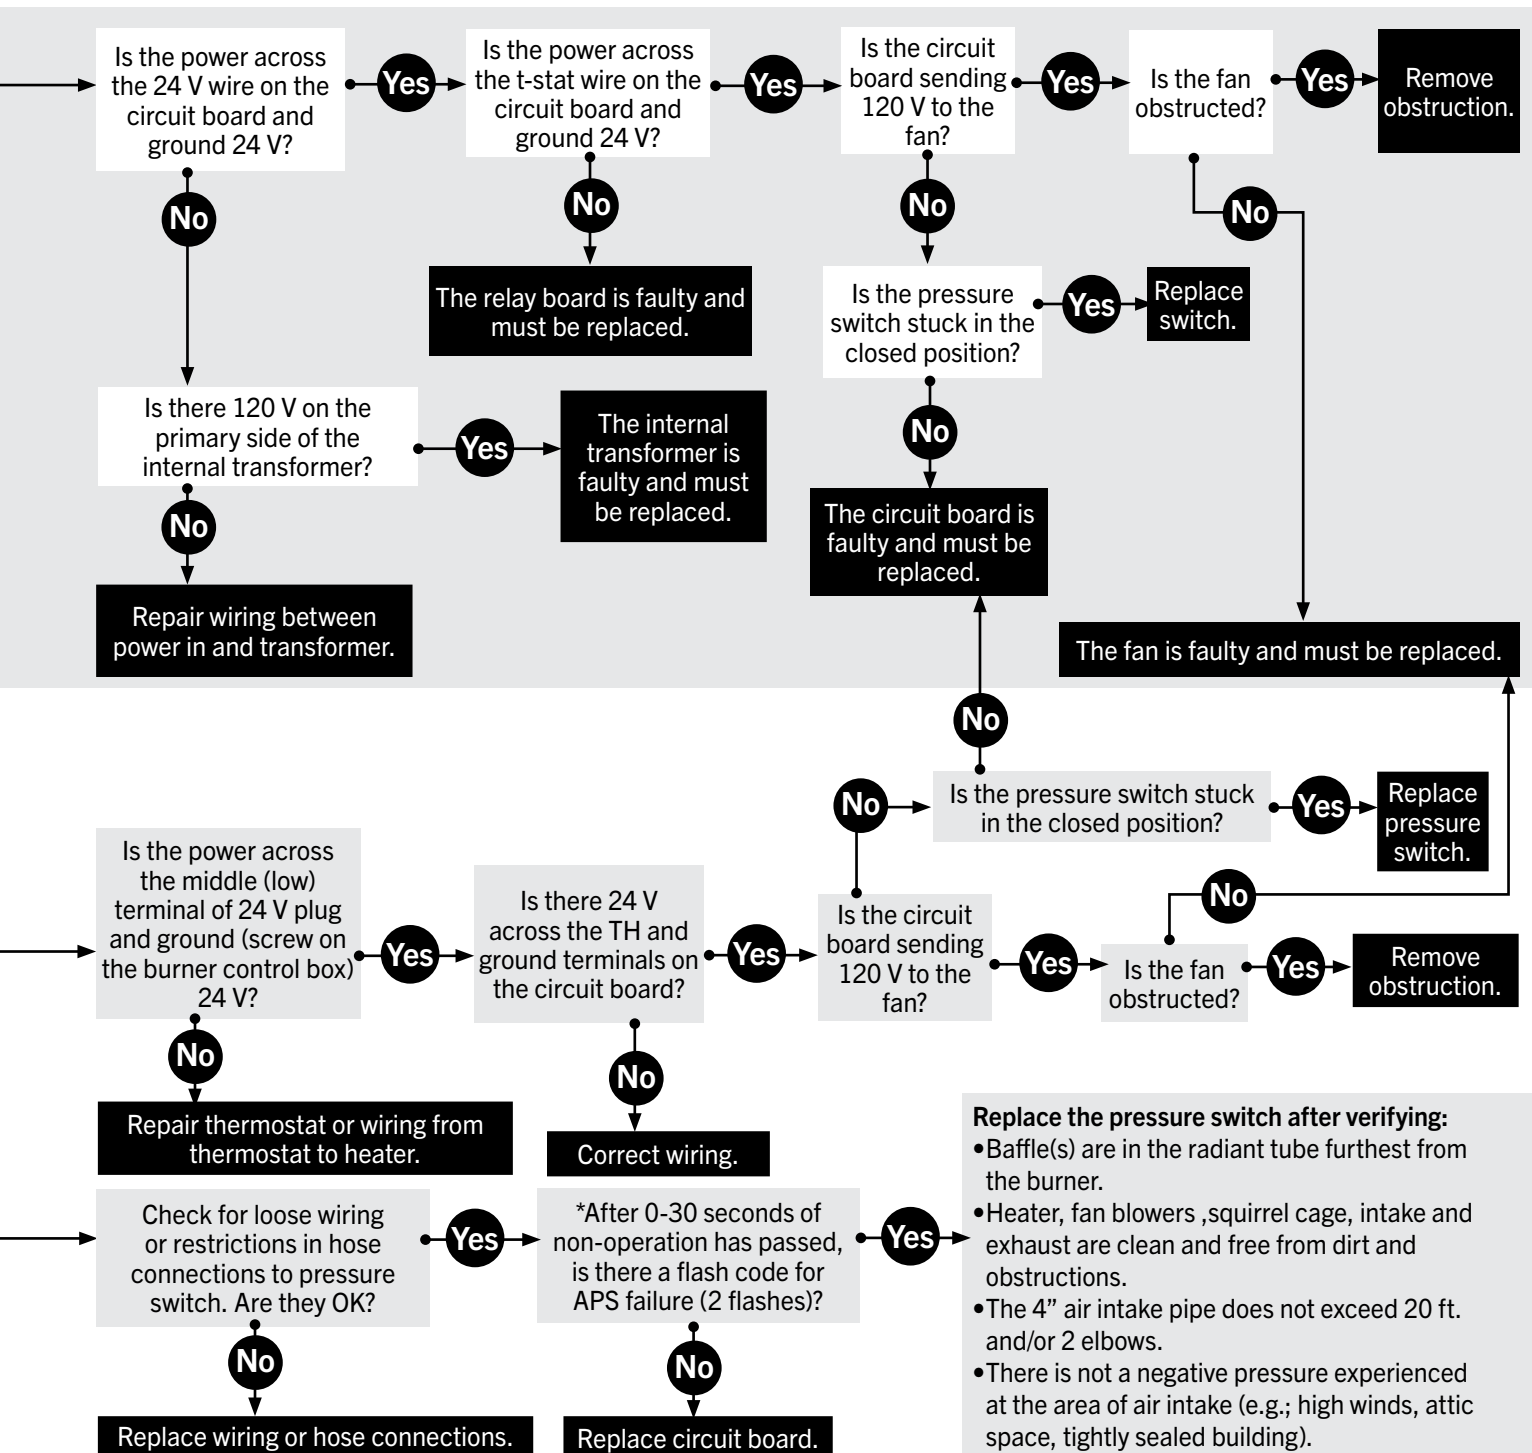 Is the power across
the 24 V wire on the
circuit board and
ground 24 V?
Yes
Is the power across
the t-stat wire on the
circuit board and
ground 24 V?
Yes
Is the circuit
board sending
120 V to the
fan?
Yes
Is the fan
obstructed?
Yes
Remove
obstruction.
No
No
No
No
The relay board is faulty and
must be replaced.
Is the pressure
switch stuck in the
closed position?
Yes
Replace
switch.
Is there 120 V on the
primary side of the
internal transformer?
Yes
The internal
transformer is
faulty and must
be replaced.
No
No
The circuit board is
faulty and must be
replaced.
Repair wiring between
power in and transformer.
The fan is faulty and must be replaced.
No
No
Is the pressure switch stuck
in the closed position?
Yes
Replace
pressure
switch.
Is the power across
the middle (low)
terminal of 24 V plug
and ground (screw on
the burner control box)
24 V?
Yes
Is there 24 V
across the TH and
ground terminals on
the circuit board?
Yes
Is the circuit
board sending
120 V to the
fan?
Yes
No
Is the fan
obstructed?
Yes
Remove
obstruction.
No
No
Repair thermostat or wiring from
thermostat to heater.
Correct wiring.
Check for loose wiring
or restrictions in hose
connections to pressure
switch. Are they OK?
Yes
*After 0-30 seconds of
non-operation has passed,
is there a flash code for
APS failure (2 flashes)?
Yes
Replace the pressure switch after verifying:
•Baffle(s) are in the radiant tube furthest from
the burner.
•Heater, fan blowers ,squirrel cage, intake and
exhaust are clean and free from dirt and
obstructions.
•The 4” air intake pipe does not exceed 20 ft.
and/or 2 elbows.
•There is not a negative pressure experienced
at the area of air intake (e.g.; high winds, attic
space, tightly sealed building).
No
No
Replace wiring or hose connections.
Replace circuit board.